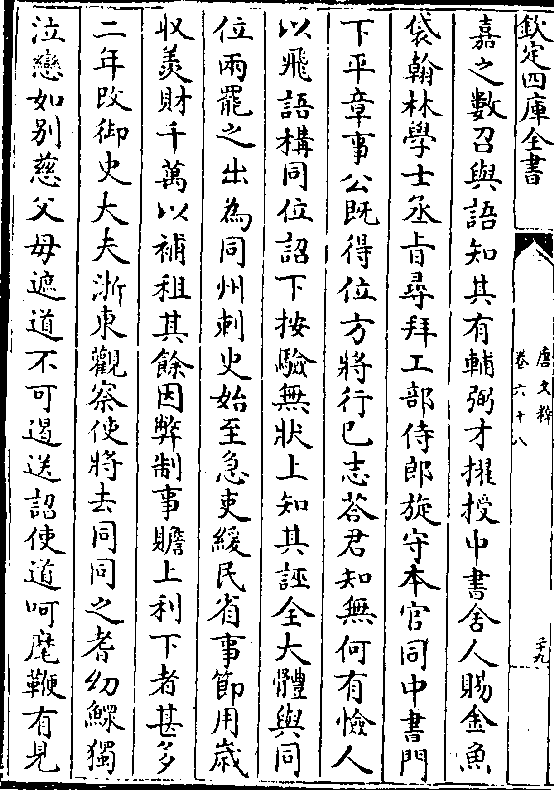 欽定四庫全書
唐文粹
卷六十八
二十九
嘉之數召與語知其有輔弼才擢授中書舍人賜金魚
袋翰林學士丞旨尋拜工部侍郎旋守本官同中書門
下平章事公既得位方將行已志荅君知無何有憸人
以飛語構同位詔下按驗無狀上知其誣全大體與同
位兩罷之出為同州刺史始至急吏緩民省事節用歲
收羨財千萬以補租其餘因弊制事贍上利下者甚多
二年改御史大夫浙東觀察使將去同同之耆幼鰥獨
泣戀如別慈父母遮道不可遏送詔使道呵麾鞭有見